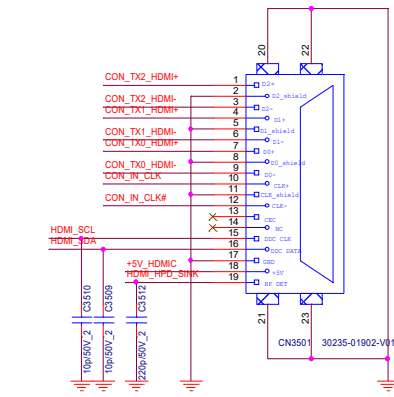 20
22
CON_TX2_HDMI+
1
D2+
2
D2_shield
CON_TX2_HDMI-
3
D2-
CON_TX1_HDMI+
4
D1+
5
D1_shield
CON_TX1_HDMI-
6
D1-
CON_TX0_HDMI+
7
D0+
8
D0_shield
CON_TX0_HDMI-
9
D0-
CON_IN_CLK
10
CLK+
11
CLK_shield
CON_IN_CLK#
12
CLK-
13
CEC
14
NC
HDMI_SCL
15
DDC CLK
HDMI_SDA
16
DDC DATA
17
GND
+5V_HDMIC
18
+5V
HDMI_HPD_SINK
19
HP DET
C3510
10p/50V_2
C3509
10p/50V_2
C3512
220p/50V_2
21
23
CN3501 30235-01902-V01